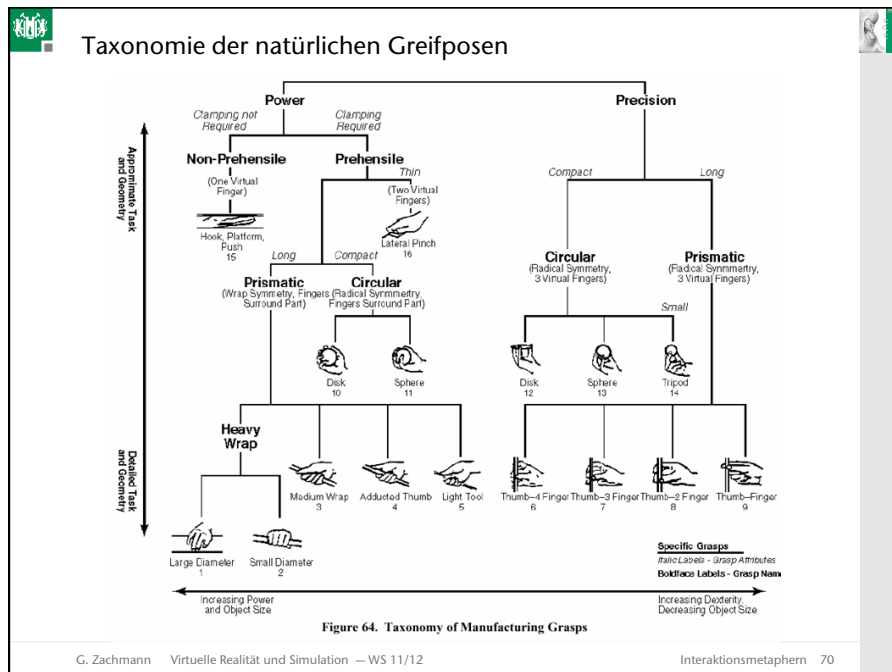 Taxonomie der natürlichen Greifposen
Power
Precision
Clamping not
Required
Clamping
Required
Non-Prehensile
Prehensile
(One Virtual
Finger)
Thin
(Two Virtual
Fingers)
Compact
Long
Hook, Platform,
Push
15
Lateral Pinch
16
Long
Compact
Prismatic
(Wrap Symmetry, Fingers
Surround Part)
Circular
(Radical Symmmertry,
Fingers Surround Part)
Circular
(Radical Symmetry,
3 Virtual Fingers)
Prismatic
(Radical Synmmertry,
3 Virtual Fingers)
Small
Disk
10
Sphere
11
Disk
12
Sphere
13
Tripod
14
Heavy
Wrap
Medium Wrap
3
Adducted Thumb
4
Light Tool
5
Thumb–4 Finger
6
Thumb–3 Finger
7
Thumb–2 Finger
8
Thumb–Finger
9
Large Diameter
1
Small Diameter
2
Approximate Task
and Geometry
Detailed Task
and Geometry
Specific Grasps
Italic Labels - Grasp Attributes
Boldface Labels - Grasp Nam
Increasing Power
and Object Size
Increasing Dexterity,
Decreasing Object Size
Figure 64. Taxonomy of Manufacturing Grasps
G. Zachmann Virtuelle Realität und Simulation — WS 11/12
Interaktionsmetaphern 70